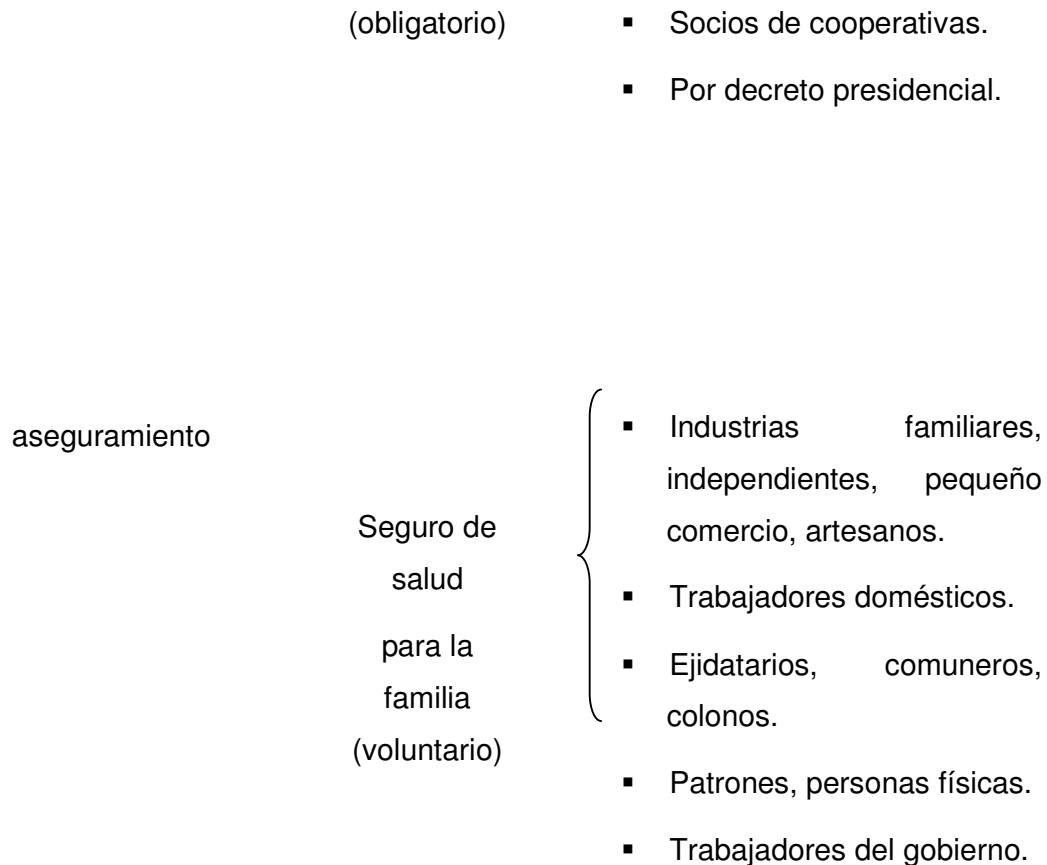 (obligatorio)
▪ Socios de cooperativas.
▪ Por decreto presidencial.
aseguramiento
Seguro de
salud
para la
familia
(voluntario)
▪ Industrias familiares,
independientes, pequeño
comercio, artesanos.
▪ Trabajadores domésticos.
▪ Ejidatarios, comuneros,
colonos.
▪ Patrones, personas físicas.
▪ Trabajadores del gobierno.